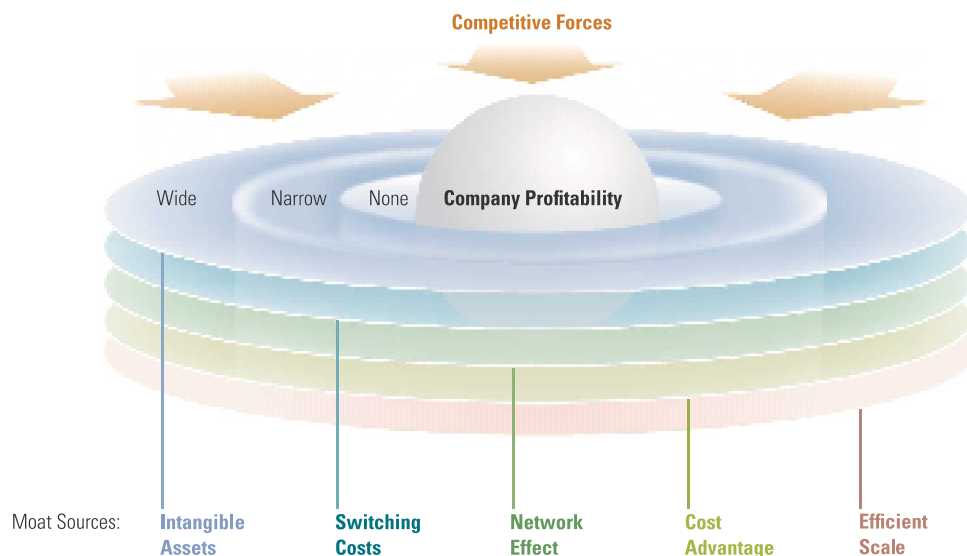 Competitive Forces
Wide Narrow None Company Profitability
Moat Sources: Intangible Assets
Switching Costs
Network Effect
Cost Advantage
Efficient Scale